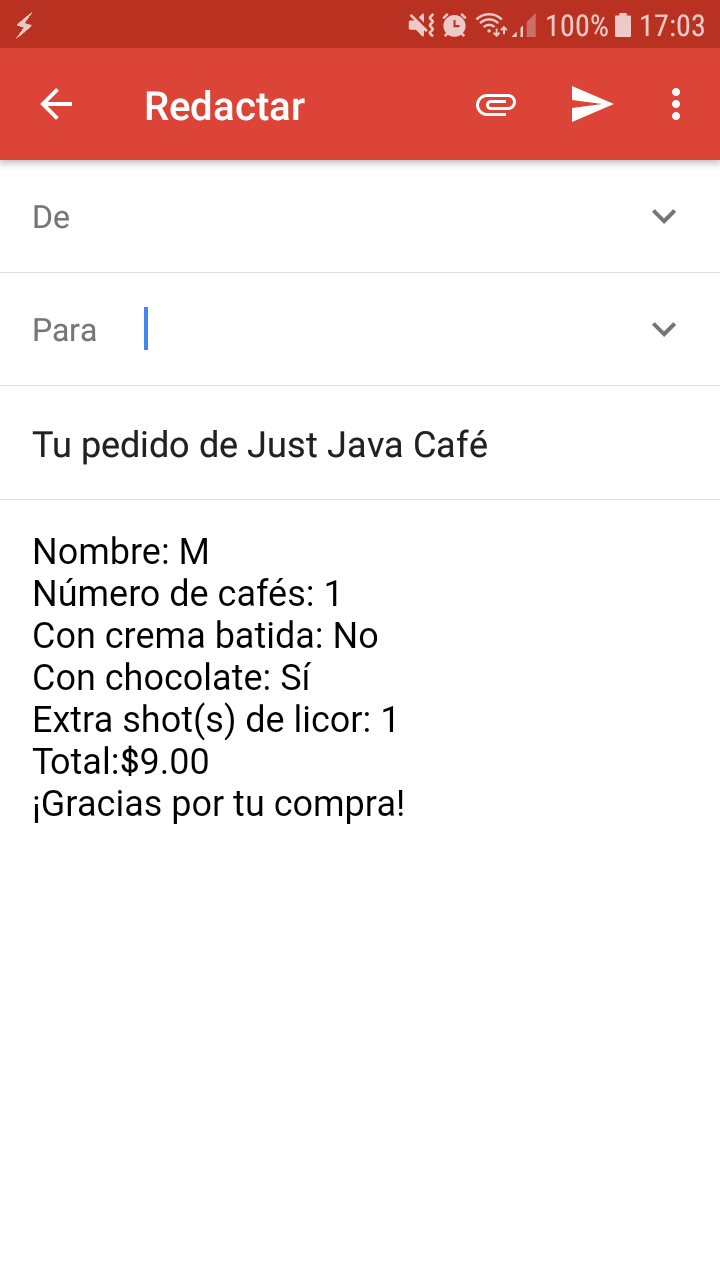 100% 17:03
Redactar
De
Para
Tu pedido de Just Java Café
Nombre: M
Número de cafés: 1
Con crema batida: No
Con chocolate: Sí
Extra shot(s) de licor: 1
Total:$9.00
¡Gracias por tu compra!